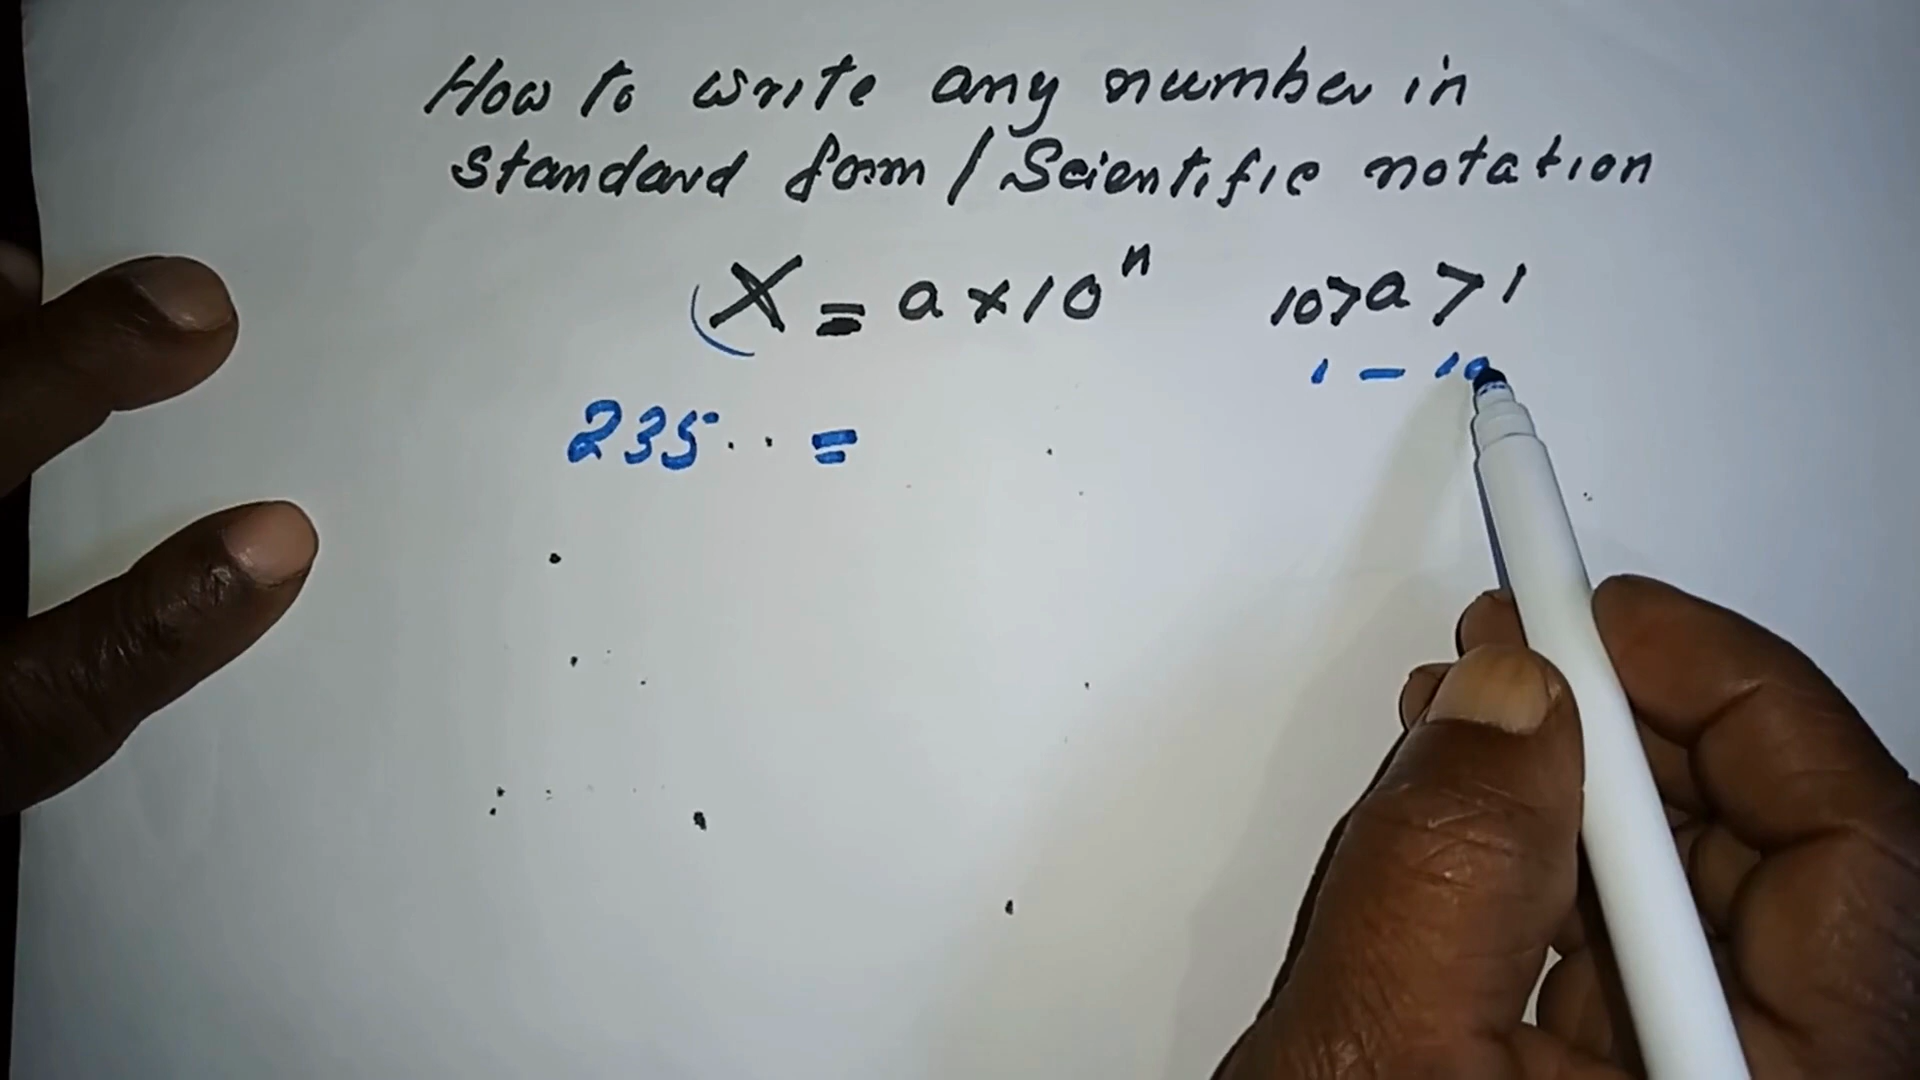 How to write any number in
Standard form / Scientific notation
X = a × 10ⁿ 10 > a > 1
1 - 10
235 . . =